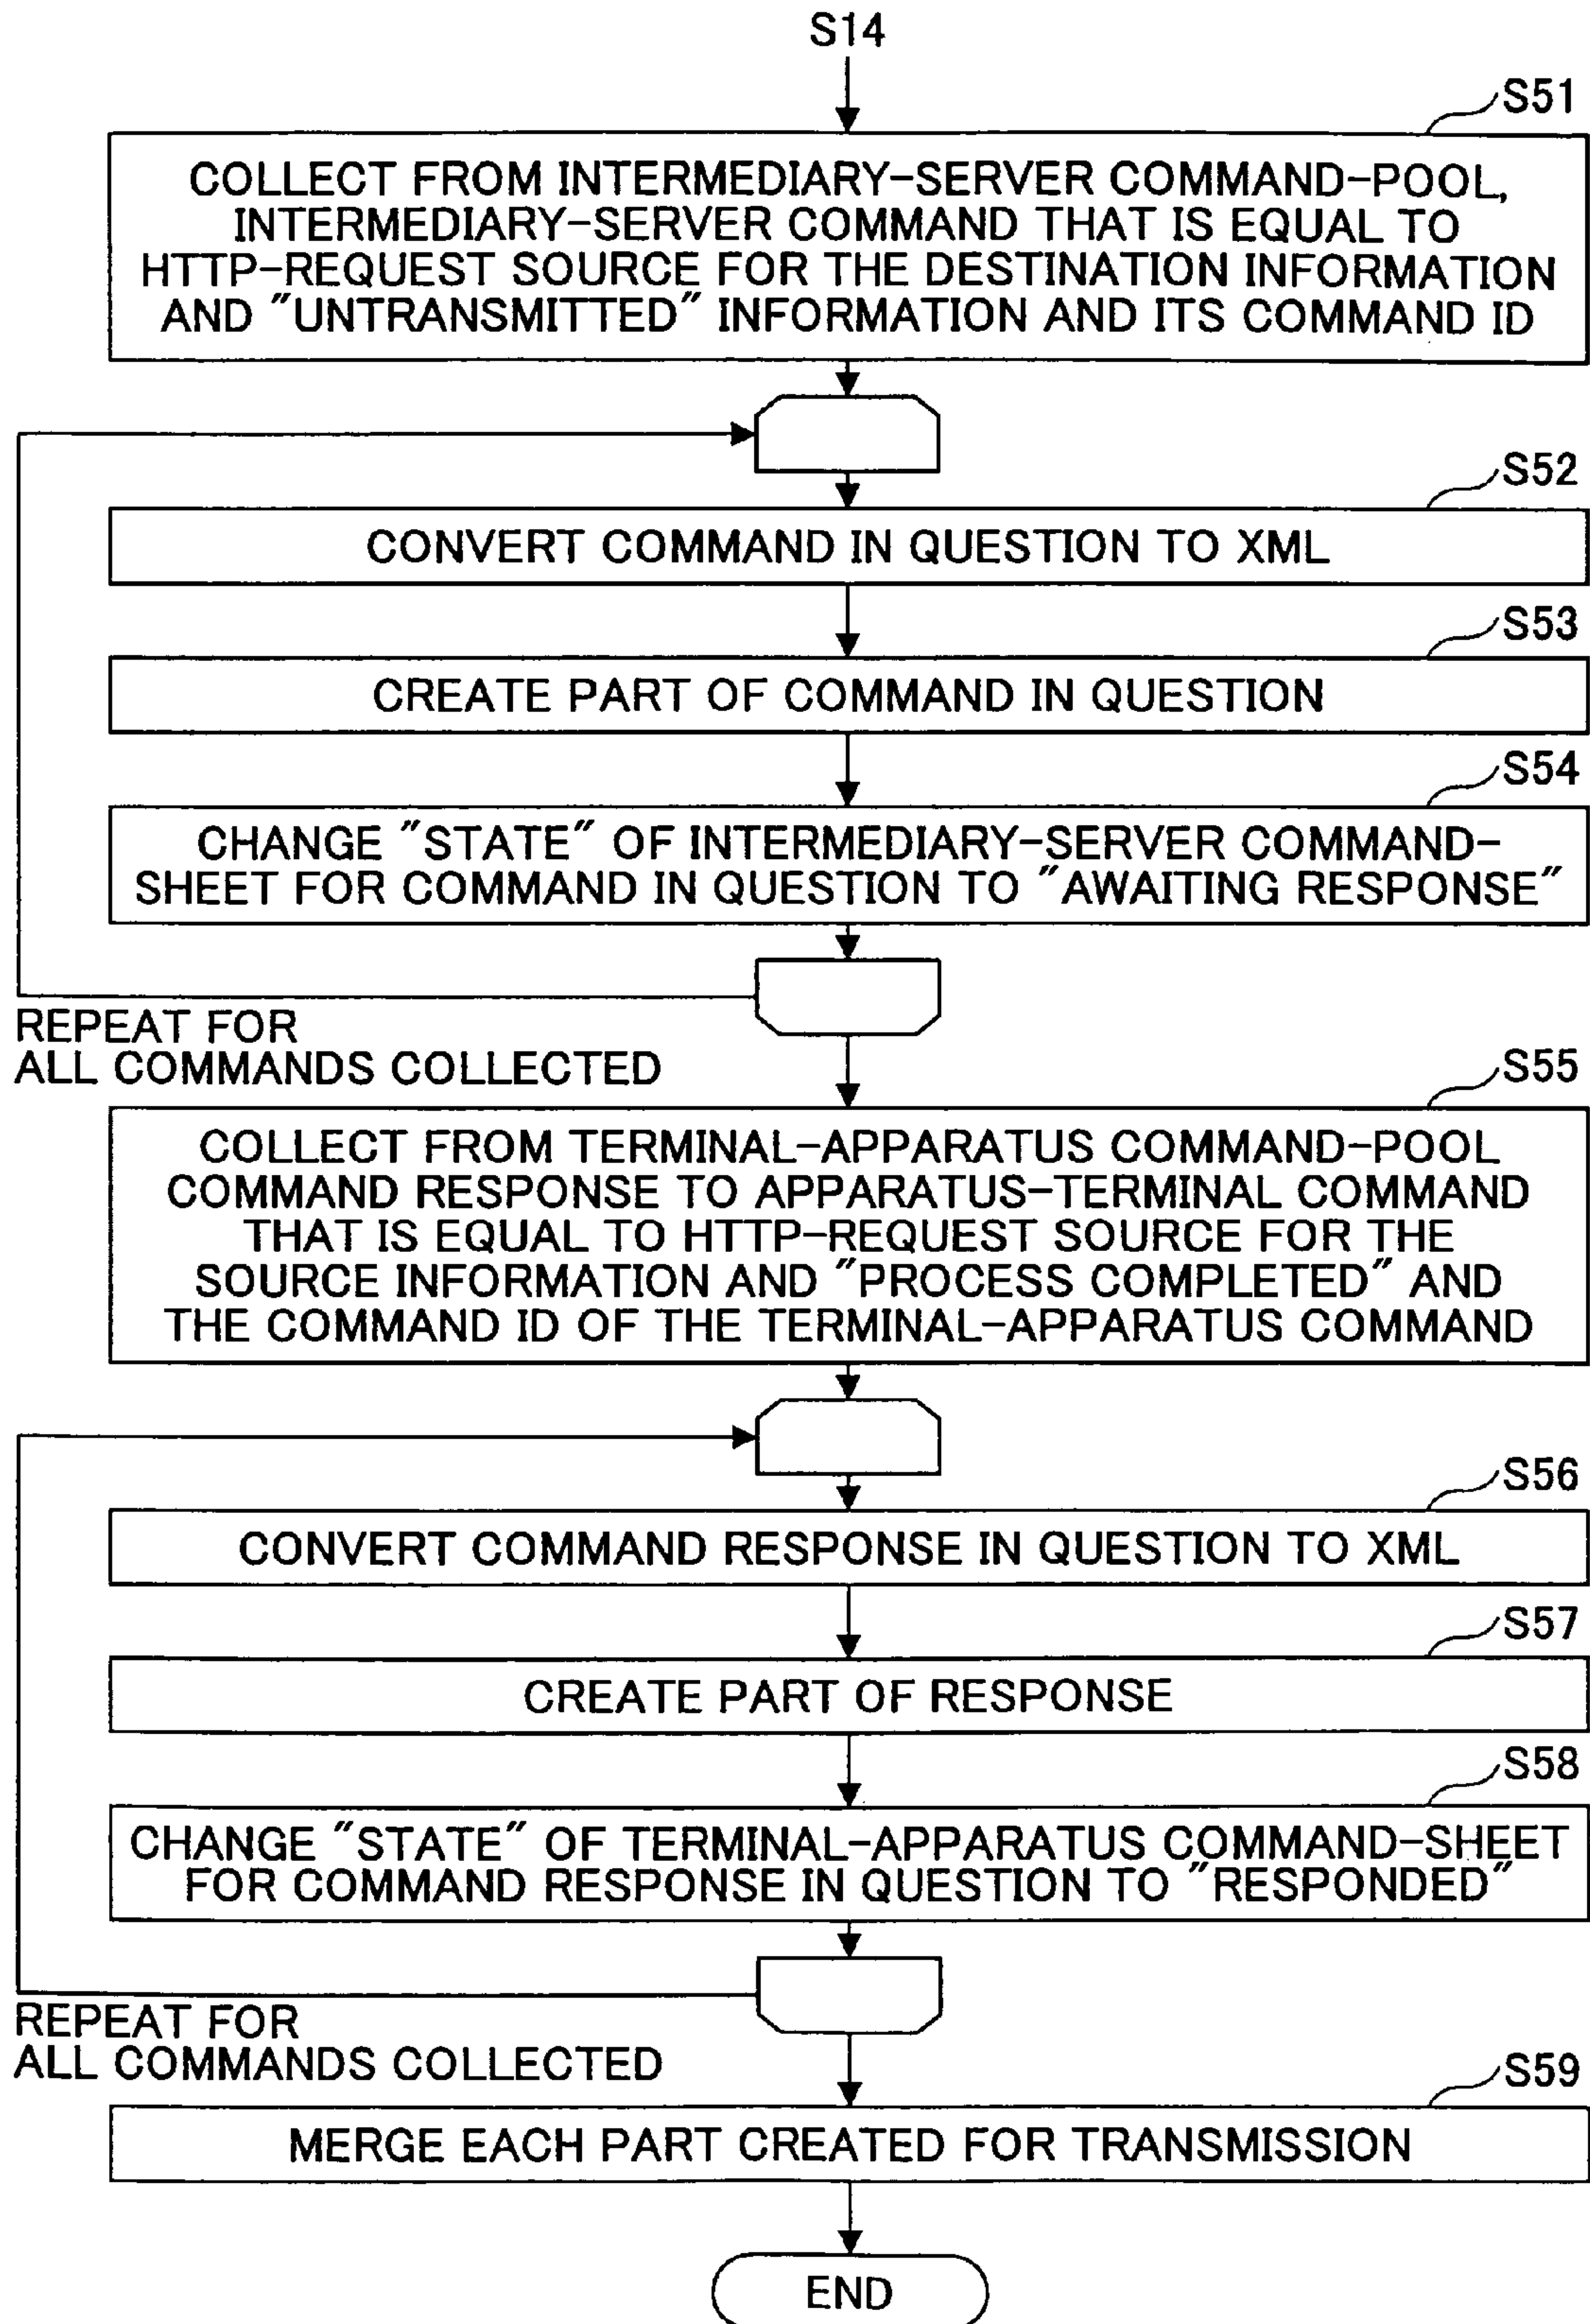 S14
S51
COLLECT FROM INTERMEDIARY-SERVER COMMAND-POOL,
INTERMEDIARY-SERVER COMMAND THAT IS EQUAL TO
HTTP-REQUEST SOURCE FOR THE DESTINATION INFORMATION
AND "UNTRANSMITTED" INFORMATION AND ITS COMMAND ID
S52
CONVERT COMMAND IN QUESTION TO XML
S53
CREATE PART OF COMMAND IN QUESTION
S54
CHANGE "STATE" OF INTERMEDIARY-SERVER COMMAND-
SHEET FOR COMMAND IN QUESTION TO "AWAITING RESPONSE"
REPEAT FOR
ALL COMMANDS COLLECTED
S55
COLLECT FROM TERMINAL-APPARATUS COMMAND-POOL
COMMAND RESPONSE TO APPARATUS-TERMINAL COMMAND
THAT IS EQUAL TO HTTP-REQUEST SOURCE FOR THE
SOURCE INFORMATION AND "PROCESS COMPLETED" AND
THE COMMAND ID OF THE TERMINAL-APPARATUS COMMAND
S56
CONVERT COMMAND RESPONSE IN QUESTION TO XML
S57
CREATE PART OF RESPONSE
S58
CHANGE "STATE" OF TERMINAL-APPARATUS COMMAND-SHEET
FOR COMMAND RESPONSE IN QUESTION TO "RESPONDED"
REPEAT FOR
ALL COMMANDS COLLECTED
S59
MERGE EACH PART CREATED FOR TRANSMISSION
END